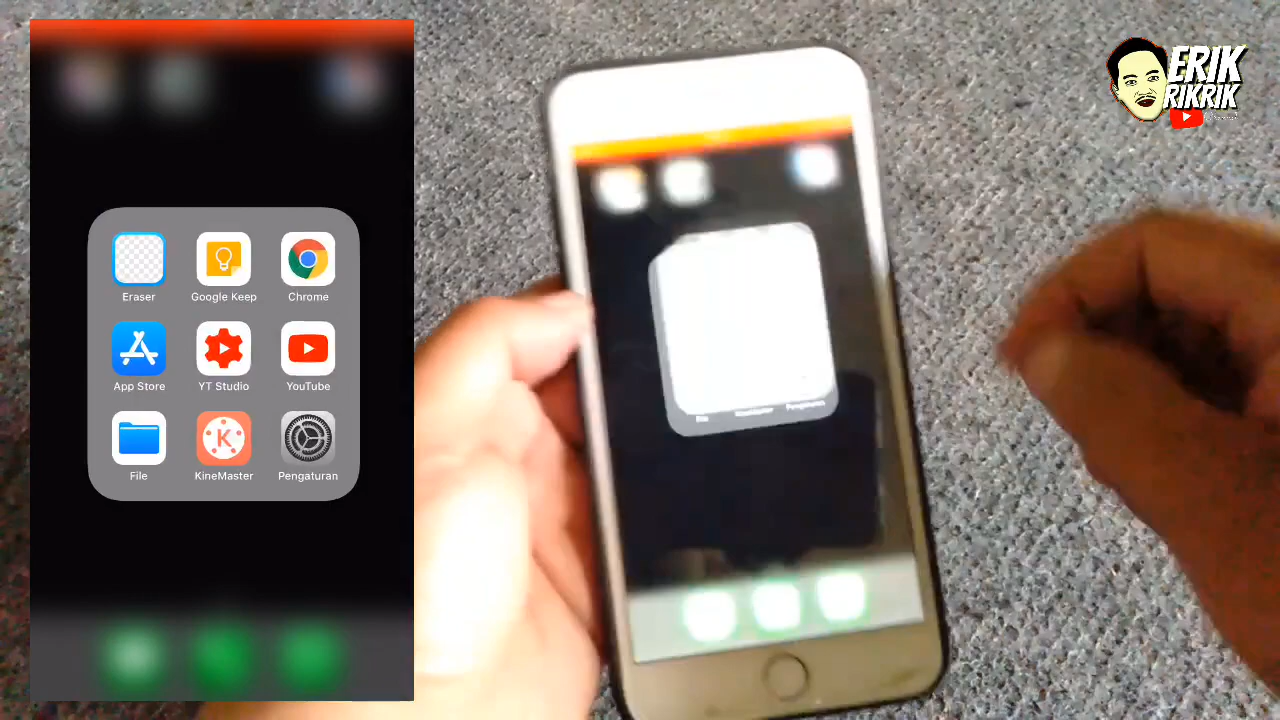 Eraser
Google Keep
Chrome
App Store
YT Studio
YouTube
File
KineMaster
Pengaturan
ERIK
RIKRIK